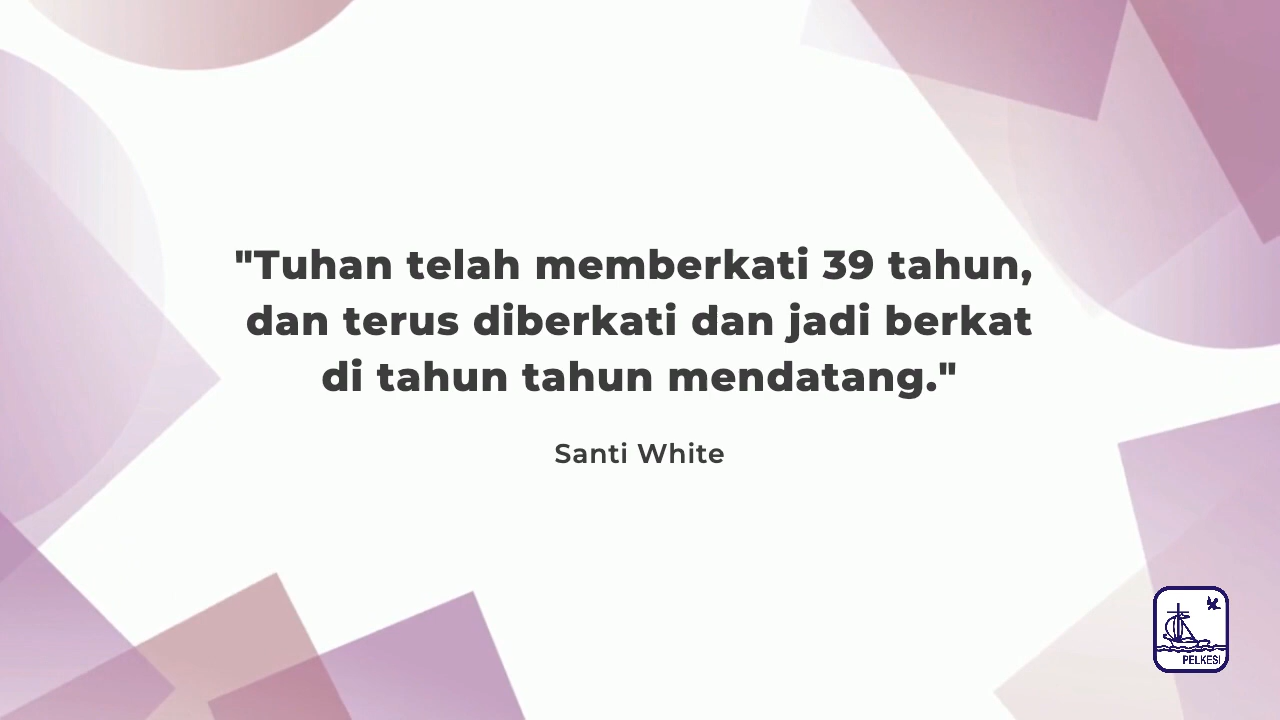 "Tuhan telah memberkati 39 tahun,
dan terus diberkati dan jadi berkat
di tahun tahun mendatang."
Santi White
PELKESI